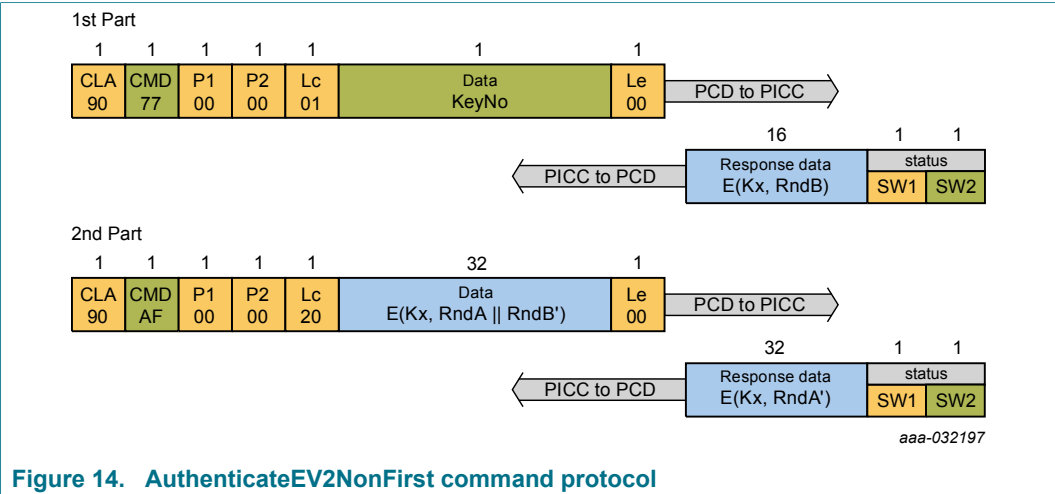 1st Part
1 1 1 1 1 1 1
CLA CMD P1 P2 Lc Data Le
90 77 00 00 01 KeyNo 00
PCD to PICC
16 1 1
Response data status
E(Kx, RndB) SW1 SW2
PICC to PCD
2nd Part
1 1 1 1 1 32 1
CLA CMD P1 P2 Lc Data Le
90 AF 00 00 20 E(Kx, RndA || RndB') 00
PCD to PICC
32 1 1
Response data status
E(Kx, RndA') SW1 SW2
PICC to PCD
aaa-032197
Figure 14. AuthenticateEV2NonFirst command protocol